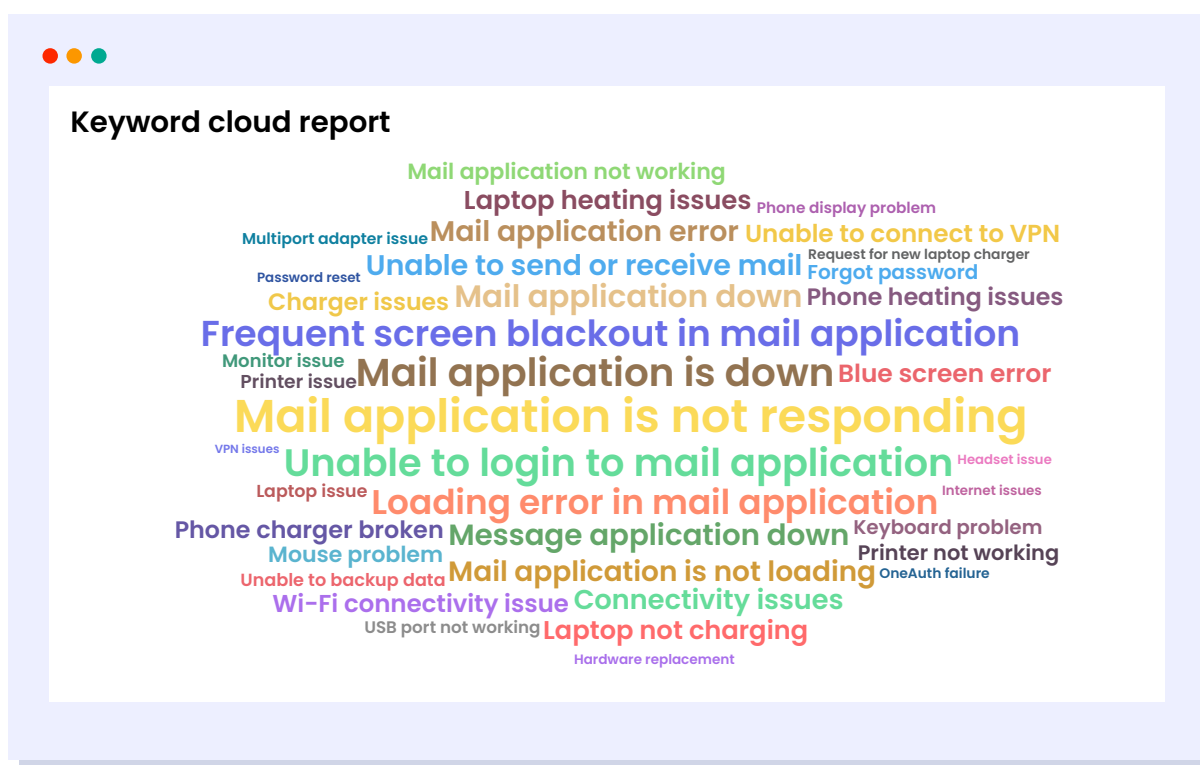 Keyword cloud report
Mail application not working
Laptop heating issues Phone display problem
Multiport adapter issue Mail application error Unable to connect to VPN
Unable to send or receive mail Request for new laptop charger
Password reset Forgot password
Charger issues Mail application down Phone heating issues
Frequent screen blackout in mail application
Monitor issue
Printer issue Mail application is down Blue screen error
Mail application is not responding
VPN issues Unable to login to mail application Headset issue
Laptop issue Loading error in mail application Internet issues
Phone charger broken Message application down Keyboard problem
Mouse problem Printer not working
Unable to backup data Mail application is not loading OneAuth failure
Wi-Fi connectivity issue Connectivity issues
USB port not working Laptop not charging
Hardware replacement